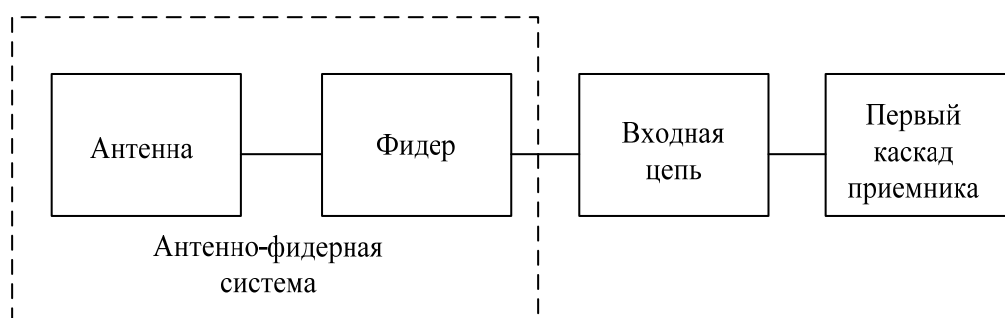 Антенна
Фидер
Входная
цепь
Первый
каскад
приемника
Антенно-фидерная
система